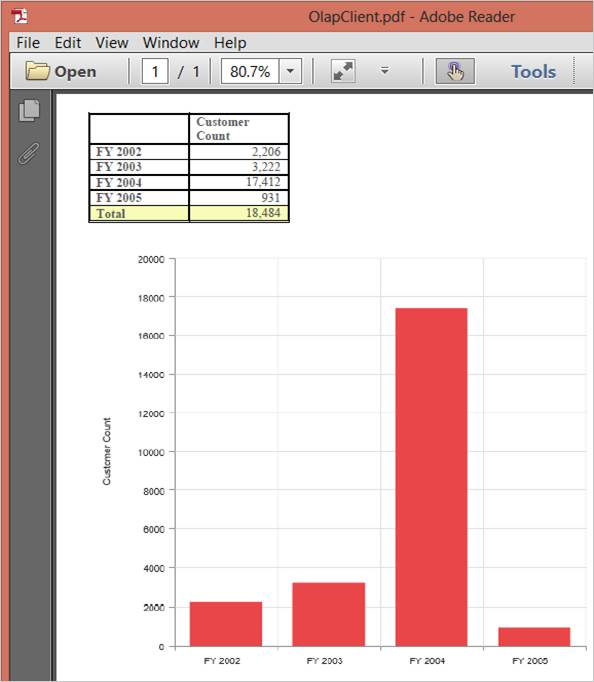 OlapClient.pdf - Adobe Reader
File Edit View Window Help
Open 1 / 1 80.7% Tools
Customer
Count
FY 2002 2,206
FY 2003 3,222
FY 2004 17,412
FY 2005 931
Total 18,484
20000
18000
16000
14000
12000
10000
8000
6000
4000
2000
0
Customer Count
FY 2002 FY 2003 FY 2004 FY 2005